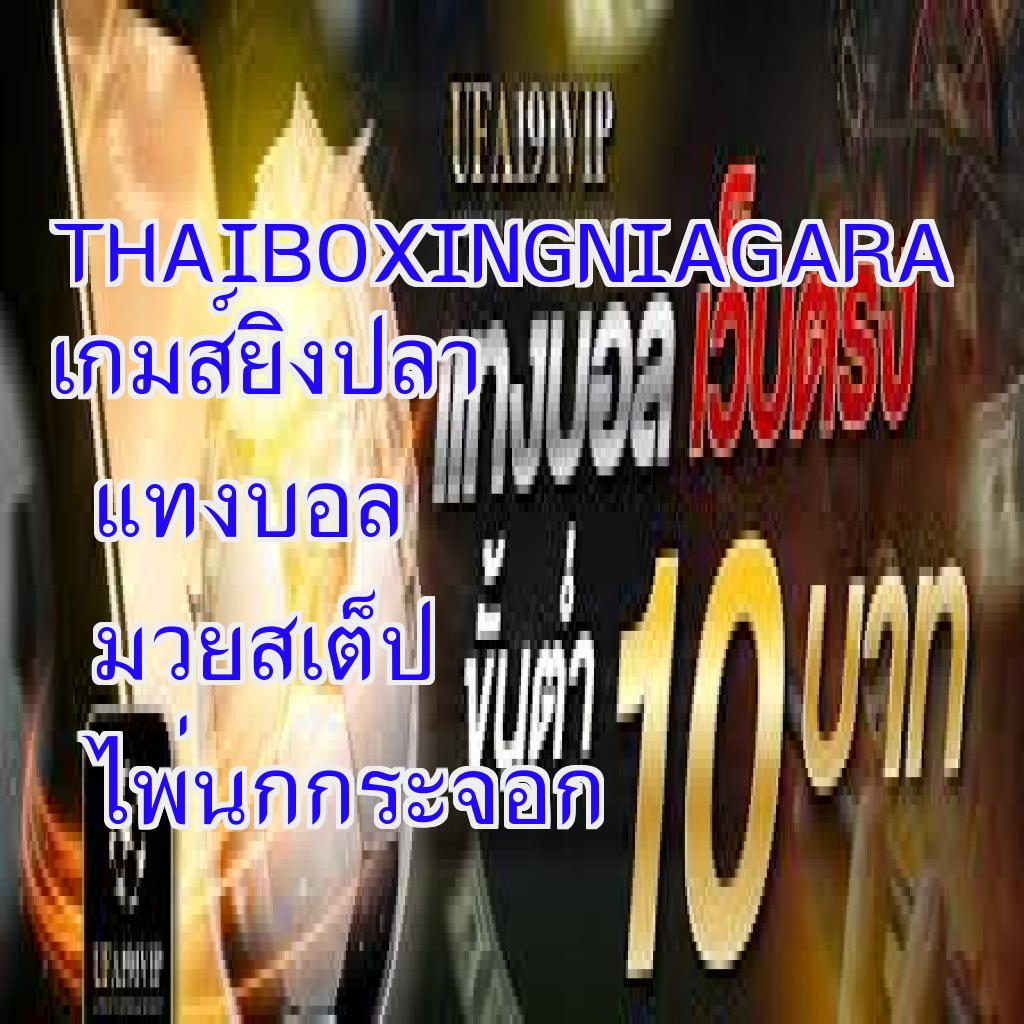 UFA191VIP
THAIBOXINGNIAGARA
เกมส์ยิงปลา
แทงบอล เว็บตรง
แทงบอล
ขั้นต่ำ 10 บาท
มวยสเต็ป
ไพ่นกกระจอก